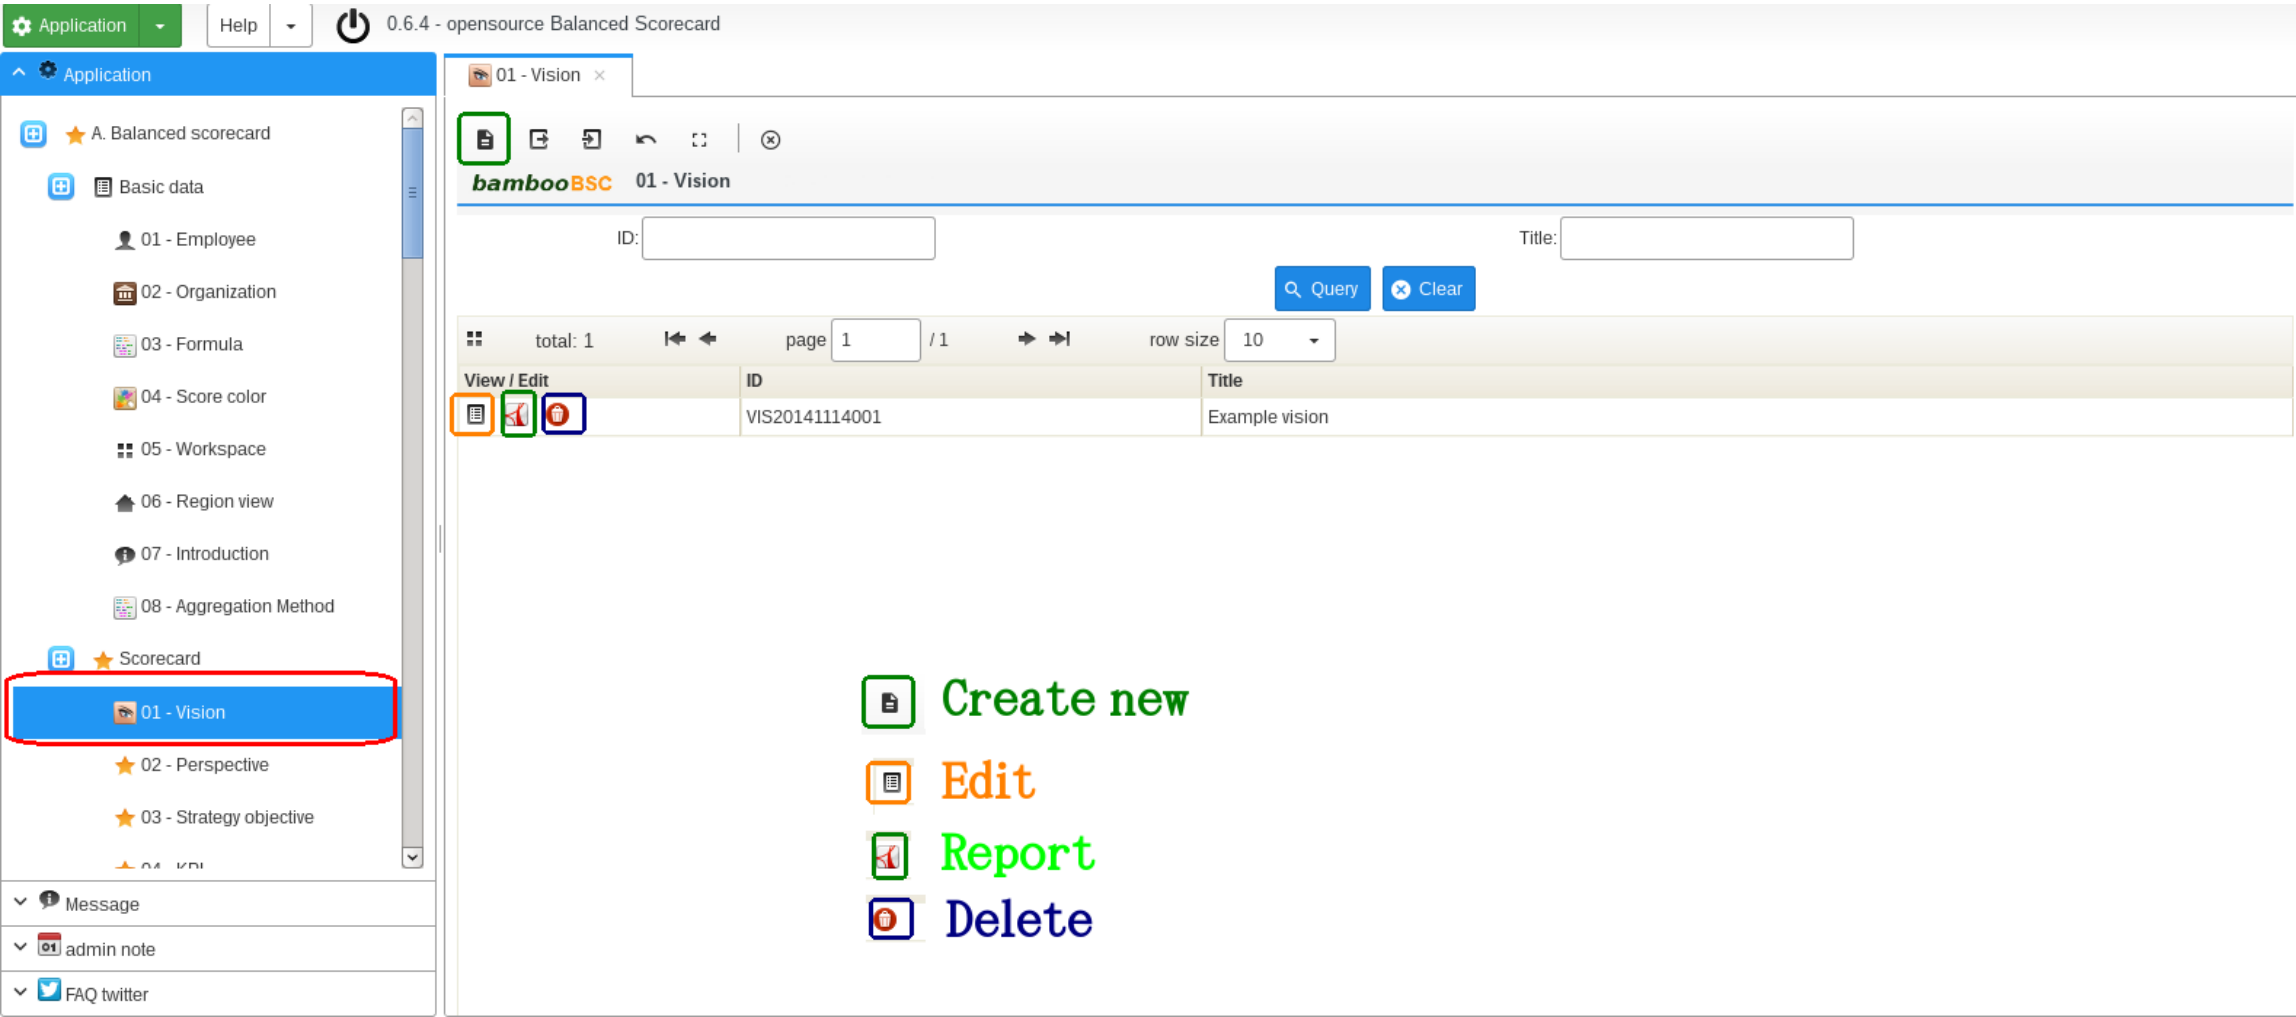 Application
Help
0.6.4 - opensource Balanced Scorecard
Application
A. Balanced scorecard
Basic data
01 - Employee
02 - Organization
03 - Formula
04 - Score color
05 - Workspace
06 - Region view
07 - Introduction
08 - Aggregation Method
Scorecard
01 - Vision
02 - Perspective
03 - Strategy objective
04 - KPI
Message
01 admin note
FAQ twitter
01 - Vision
bambooBSC 01 - Vision
ID: Title:
Query Clear
total: 1 page 1 / 1 row size 10
View / Edit ID Title
VIS20141114001 Example vision
Create new
Edit
Report
Delete